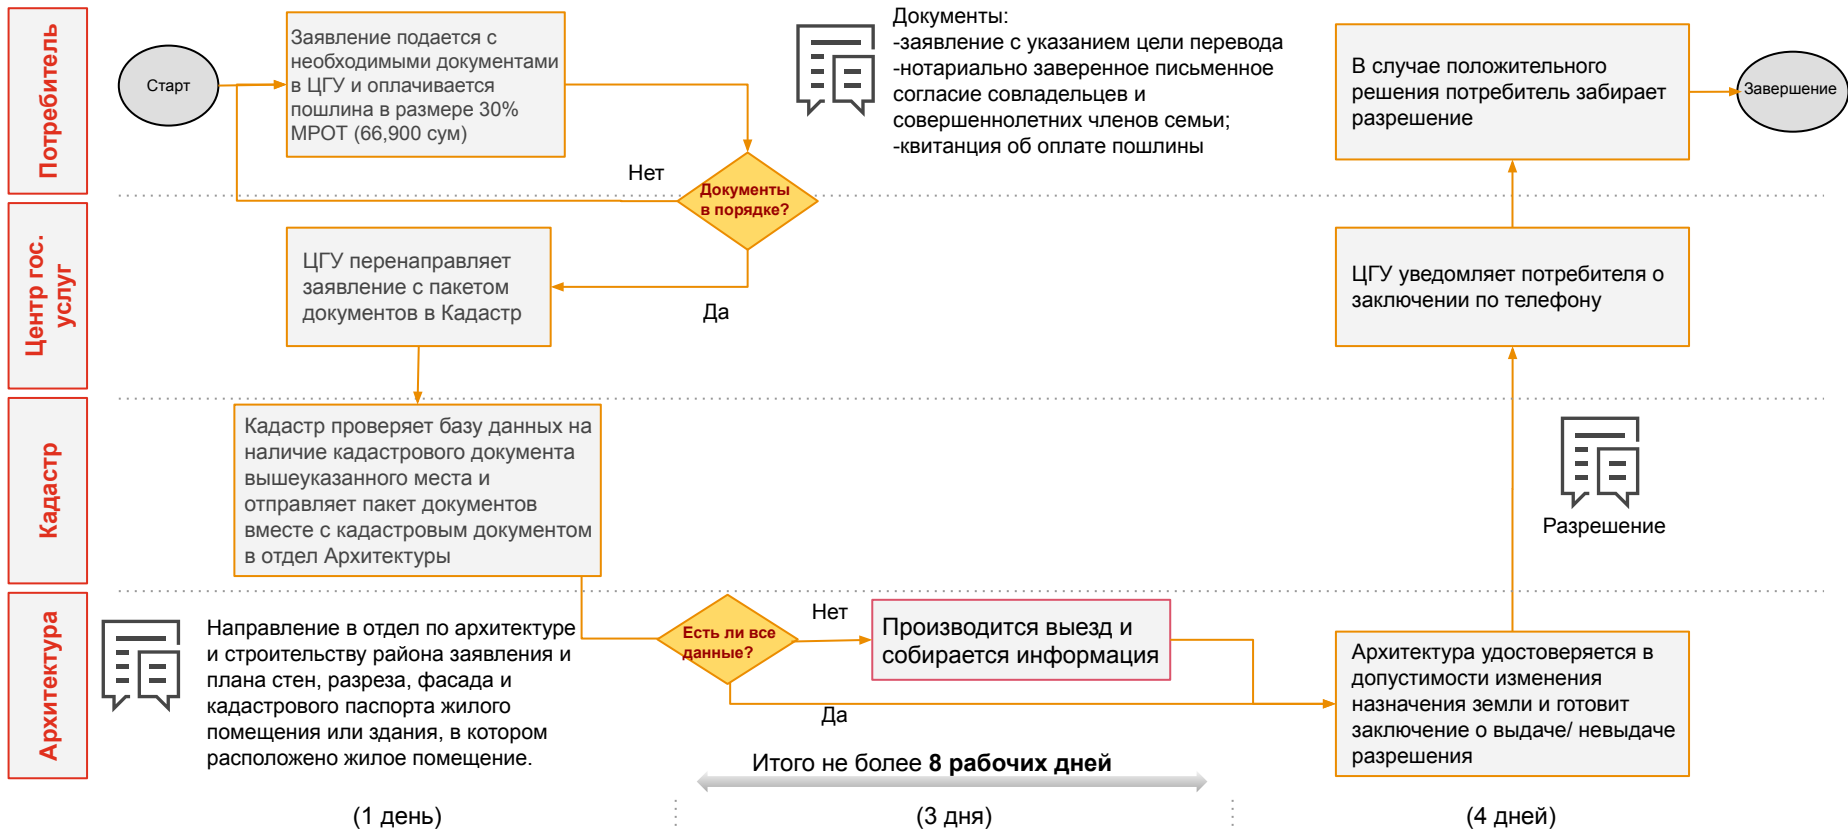 Потребитель
Старт
Заявление подается с
необходимыми документами
в ЦГУ и оплачивается
пошлина в размере 30%
МРОТ (66,900 сум)
Документы:
-заявление с указанием цели перевода
-нотариально заверенное письменное
согласие совладельцев и
совершеннолетних членов семьи;
-квитанция об оплате пошлины
В случае положительного
решения потребитель забирает
разрешение
Завершение
Нет
Документы
в порядке?
Да
Центр гос.
услуг
ЦГУ перенаправляет
заявление с пакетом
документов в Кадастр
ЦГУ уведомляет потребителя о
заключении по телефону
Кадастр
Кадастр проверяет базу данных на
наличие кадастрового документа
вышеуказанного места и
отправляет пакет документов
вместе с кадастровым документом
в отдел Архитектуры
Разрешение
Архитектура
Направление в отдел по архитектуре
и строительству района заявления и
плана стен, разреза, фасада и
кадастрового паспорта жилого
помещения или здания, в котором
расположено жилое помещение.
Есть ли все
данные?
Нет
Производится выезд и
собирается информация
Да
Архитектура удостоверяется в
допустимости изменения
назначения земли и готовит
заключение о выдаче/ невыдаче
разрешения
Итого не более 8 рабочих дней
(1 день)
(3 дня)
(4 дней)